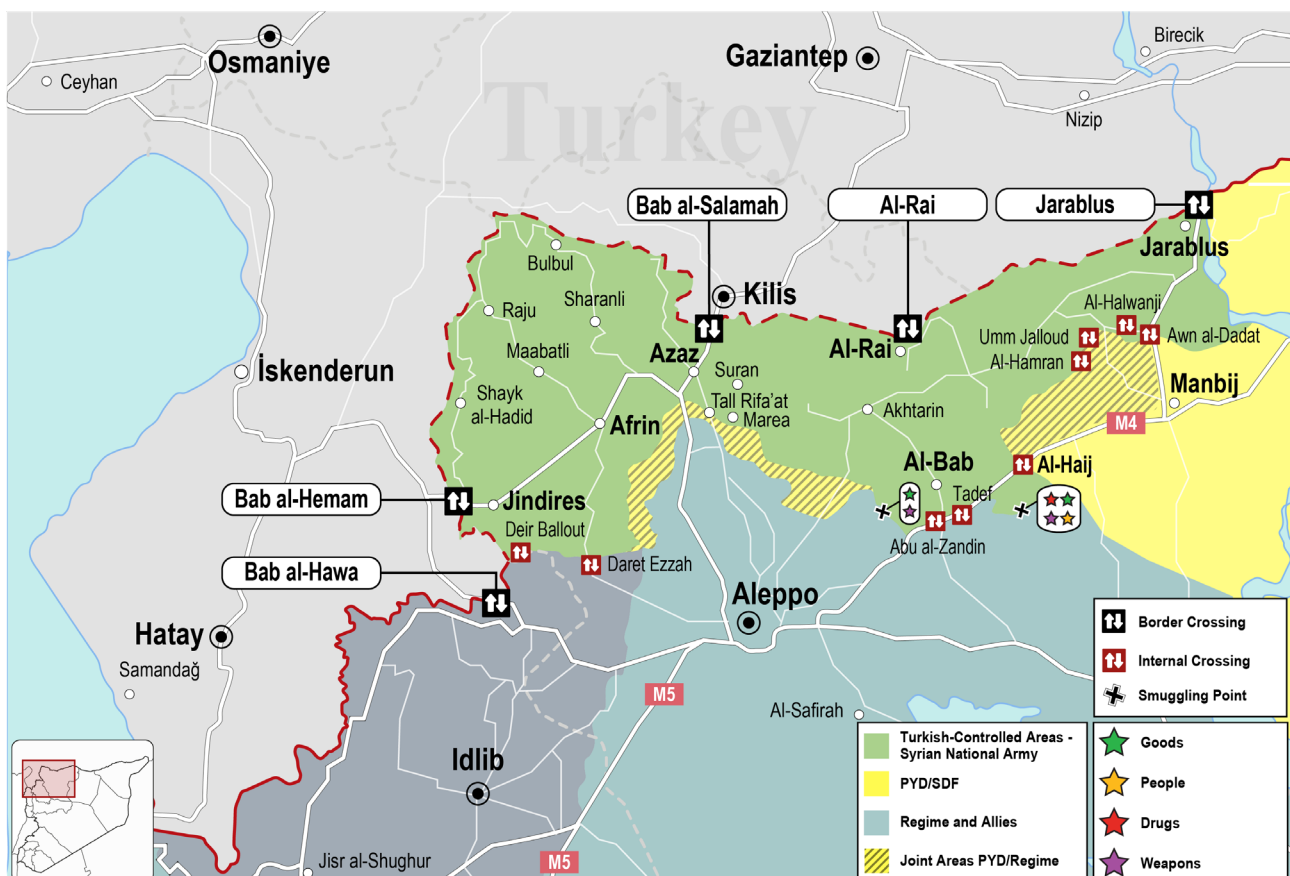 Turkey
Osmaniye
Ceyhan
Gaziantep
Birecik
Nizip
Bab al-Salamah
Al-Rai
Jarablus
Jarablus
Bulbul
Kilis
Sharanli
Raju
Al-Halwanji
Umm Jalloud
Awn al-Dadat
Maabatli
Azaz
Al-Rai
Al-Hamran
İskenderun
Suran
Manbij
Shayk
al-Hadid
Tall Rifa'at
Marea
Akhtarin
Afrin
M4
Al-Bab
Al-Haij
Bab al-Hemam
Jindires
Tadef
Deir Ballout
Abu al-Zandin
Daret Ezzah
Bab al-Hawa
Aleppo
Hatay
Samandağ
M5
Al-Safirah
Idlib
Jisr al-Shughur
M5
Border Crossing
Internal Crossing
Smuggling Point
Turkish-Controlled Areas -
Syrian National Army
PYD/SDF
Regime and Allies
Joint Areas PYD/Regime
Goods
People
Drugs
Weapons